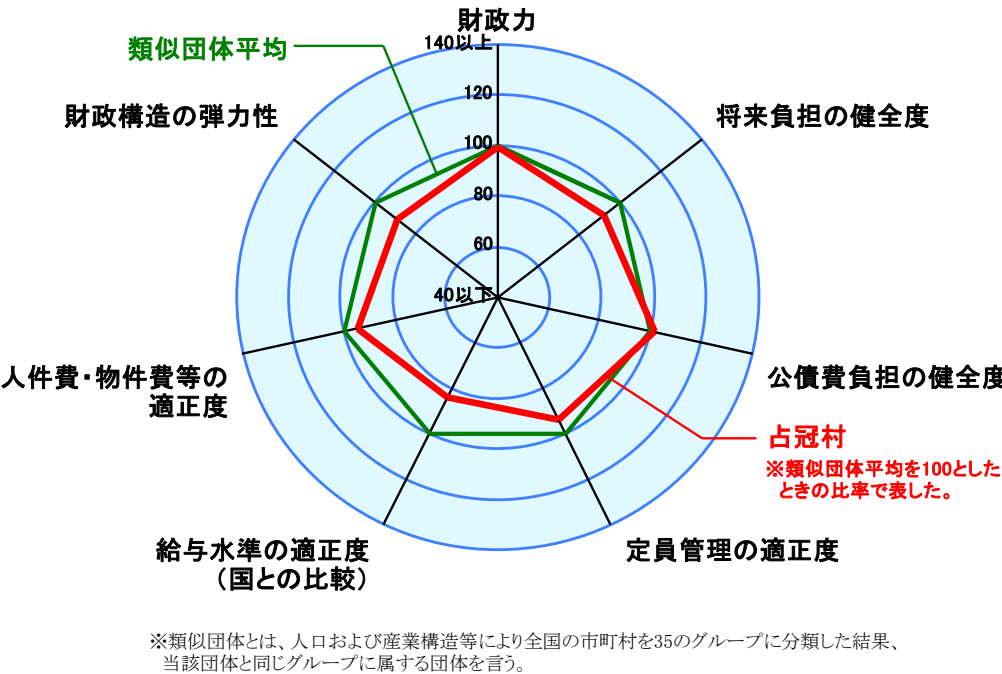 財政力
類似団体平均
140以上
120
100
80
60
40以下
財政構造の弾力性
将来負担の健全度
人件費・物件費等の
適正度
公債費負担の健全度
占冠村
※類似団体平均を100とした
ときの比率で表した。
給与水準の適正度
(国との比較)
定員管理の適正度
※類似団体とは、人口および産業構造等により全国の市町村を35のグループに分類した結果、
当該団体と同じグループに属する団体を言う。